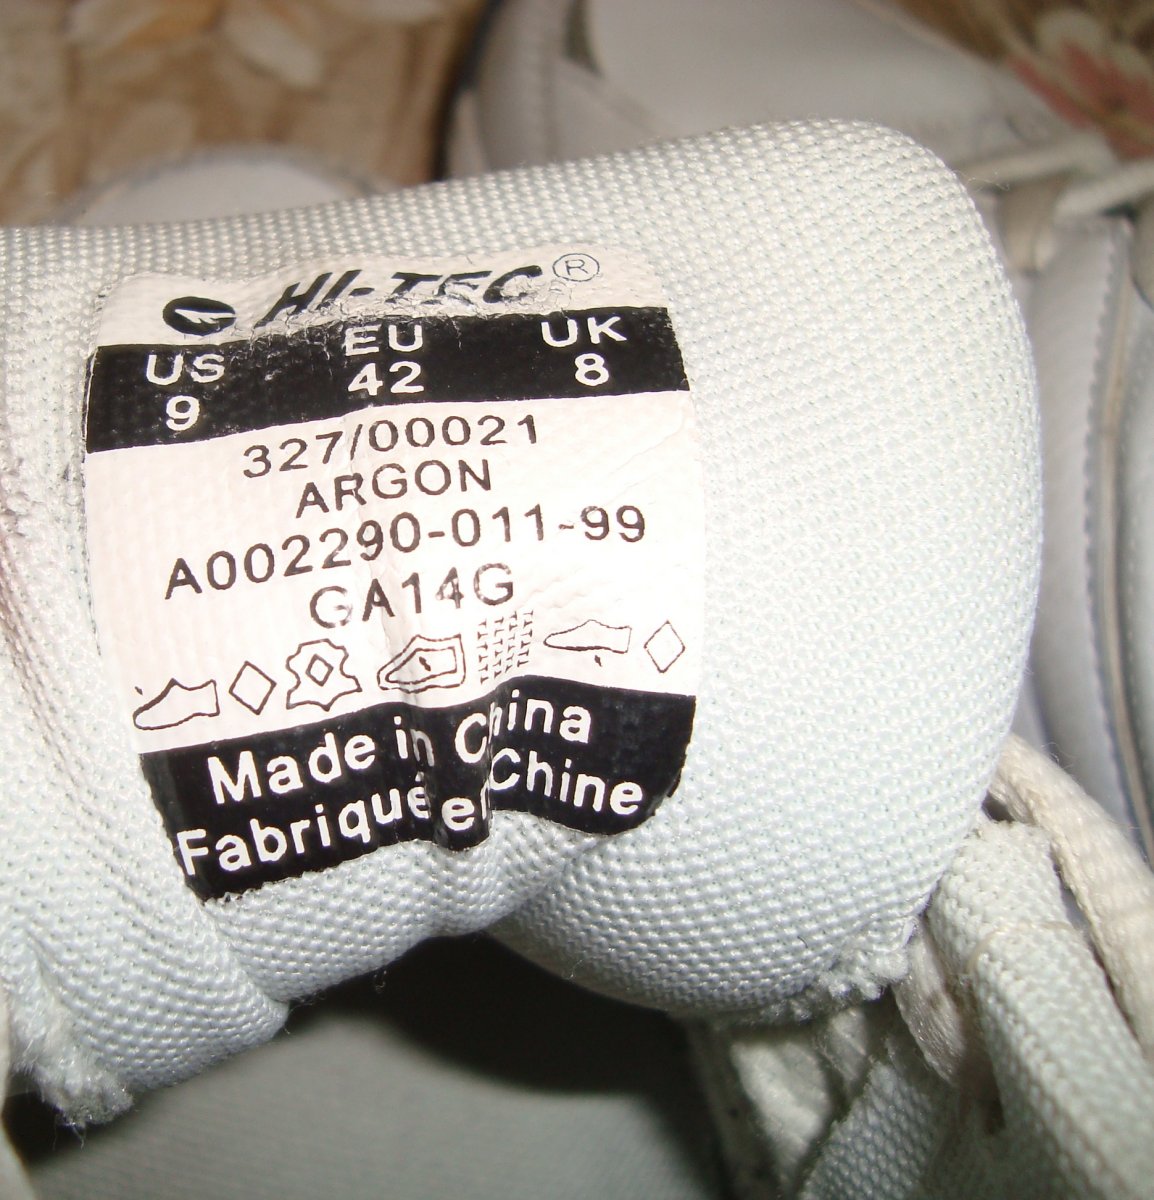 HI-TEC®
US EU UK
9 42 8
327/00021
ARGON
A002290-011-99
GA14G
Made in China
Fabriqué en Chine